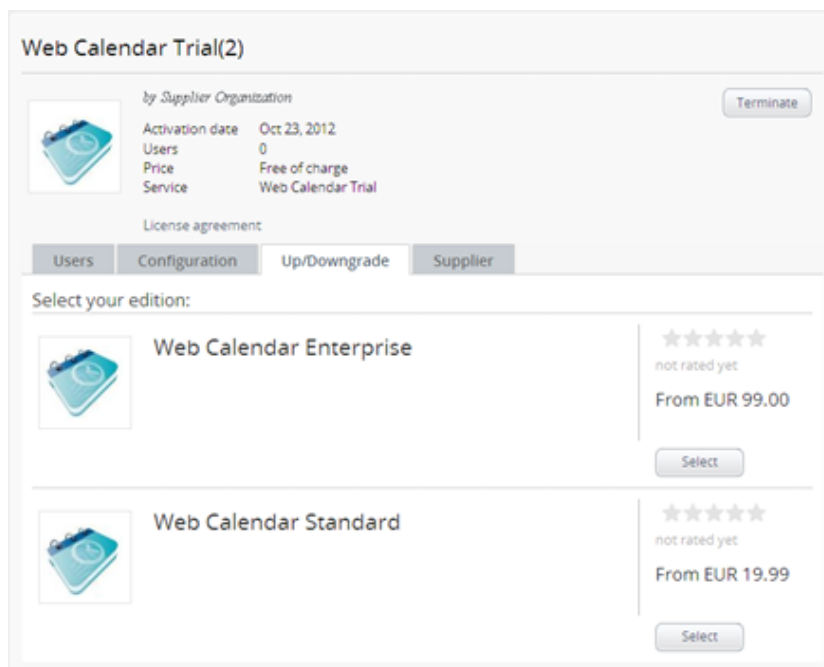 Web Calendar Trial(2)
by Supplier Organization
Terminate
Activation date Oct 23, 2012
Users 0
Price Free of charge
Service Web Calendar Trial
License agreement
Users Configuration Up/Downgrade Supplier
Select your edition:
Web Calendar Enterprise
not rated yet
From EUR 99.00
Select
Web Calendar Standard
not rated yet
From EUR 19.99
Select